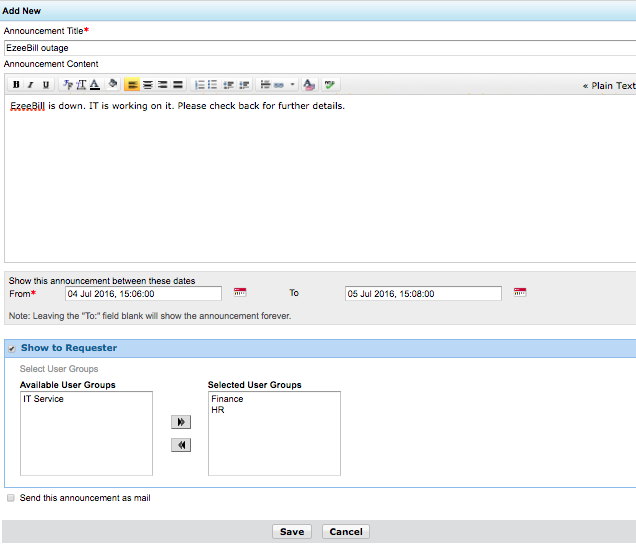 Add New
Announcement Title*
EzeeBill outage
Announcement Content
B I U A
« Plain Text
EzeeBill is down. IT is working on it. Please check back for further details.
Show this announcement between these dates
From* 04 Jul 2016, 15:06:00 To 05 Jul 2016, 15:08:00
Note: Leaving the "To:" field blank will show the announcement forever.
Show to Requester
Select User Groups
Available User Groups Selected User Groups
IT Service Finance
HR
Send this announcement as mail
Save Cancel